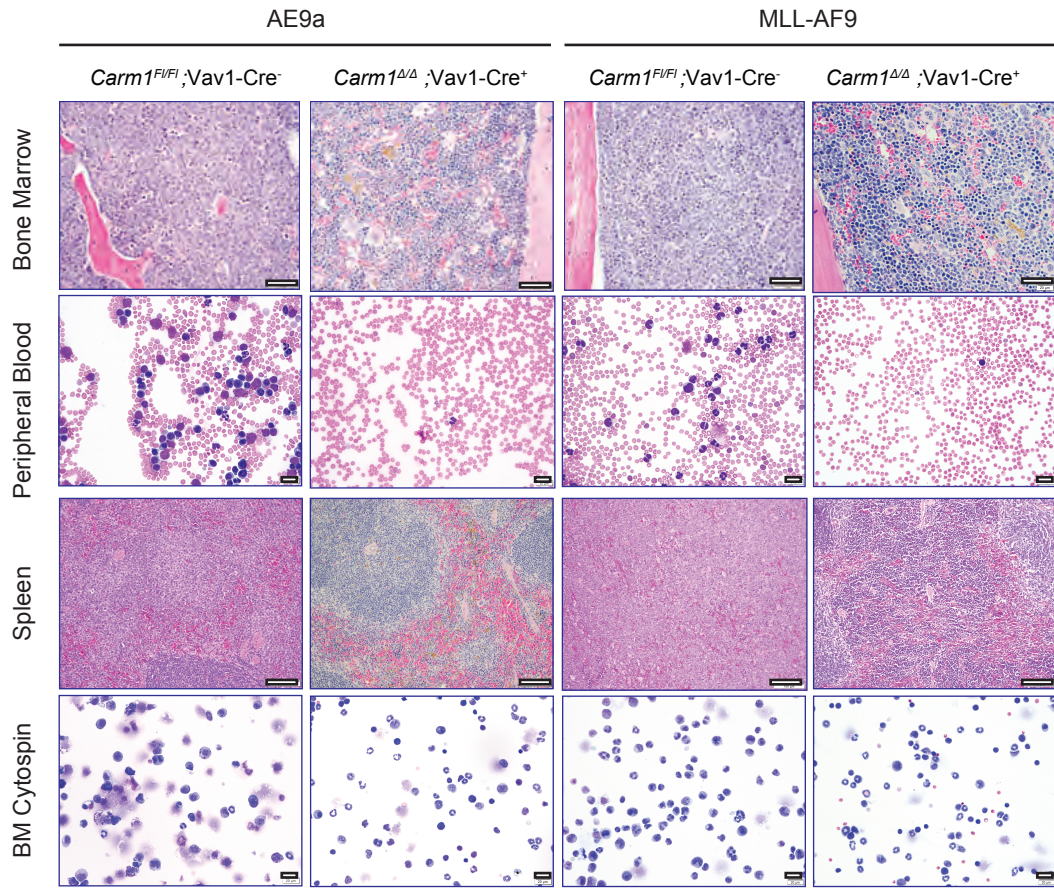 AE9a MLL-AF9
Carm1Fl/Fl ;Vav1-Cre- Carm1Δ/Δ ;Vav1-Cre+ Carm1Fl/Fl ;Vav1-Cre- Carm1Δ/Δ ;Vav1-Cre+
Bone Marrow
Peripheral Blood
Spleen
BM Cytospin